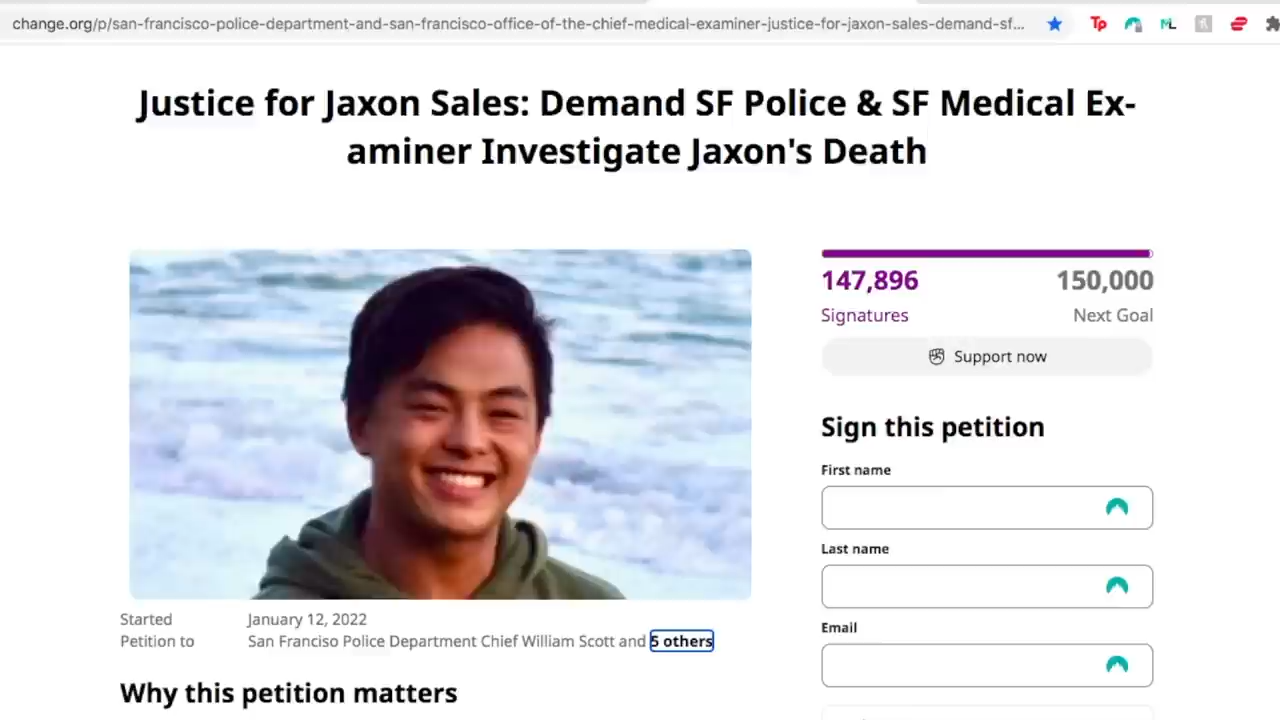 change.org/p/san-francisco-police-department-and-san-francisco-office-of-the-chief-medical-examiner-justice-for-jaxon-sales-demand-sf...
Tp
ML
Justice for Jaxon Sales: Demand SF Police & SF Medical Ex-
aminer Investigate Jaxon's Death
147,896 150,000
Signatures Next Goal
Support now
Sign this petition
First name
Last name
Email
Started January 12, 2022
Petition to San Franciso Police Department Chief William Scott and 5 others
Why this petition matters